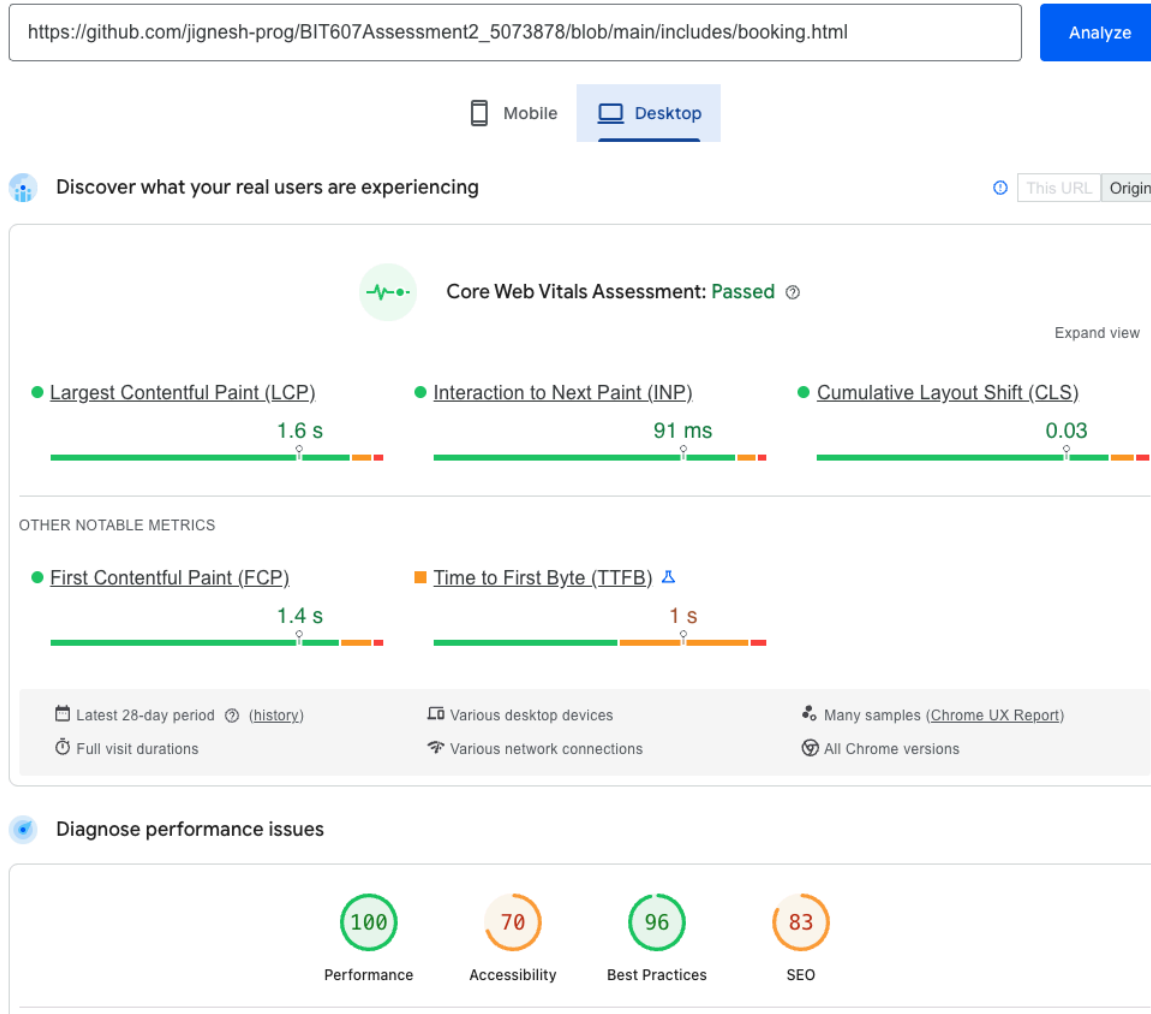 https://github.com/jignesh-prog/BIT607Assessment2_5073878/blob/main/includes/booking.html
Analyze
Mobile
Desktop
Discover what your real users are experiencing
This URL
Origin
Core Web Vitals Assessment: Passed
Expand view
Largest Contentful Paint (LCP)
Interaction to Next Paint (INP)
Cumulative Layout Shift (CLS)
1.6 s
91 ms
0.03
OTHER NOTABLE METRICS
First Contentful Paint (FCP)
Time to First Byte (TTFB)
1.4 s
1 s
Latest 28-day period (history)
Various desktop devices
Many samples (Chrome UX Report)
Full visit durations
Various network connections
All Chrome versions
Diagnose performance issues
100
70
96
83
Performance
Accessibility
Best Practices
SEO